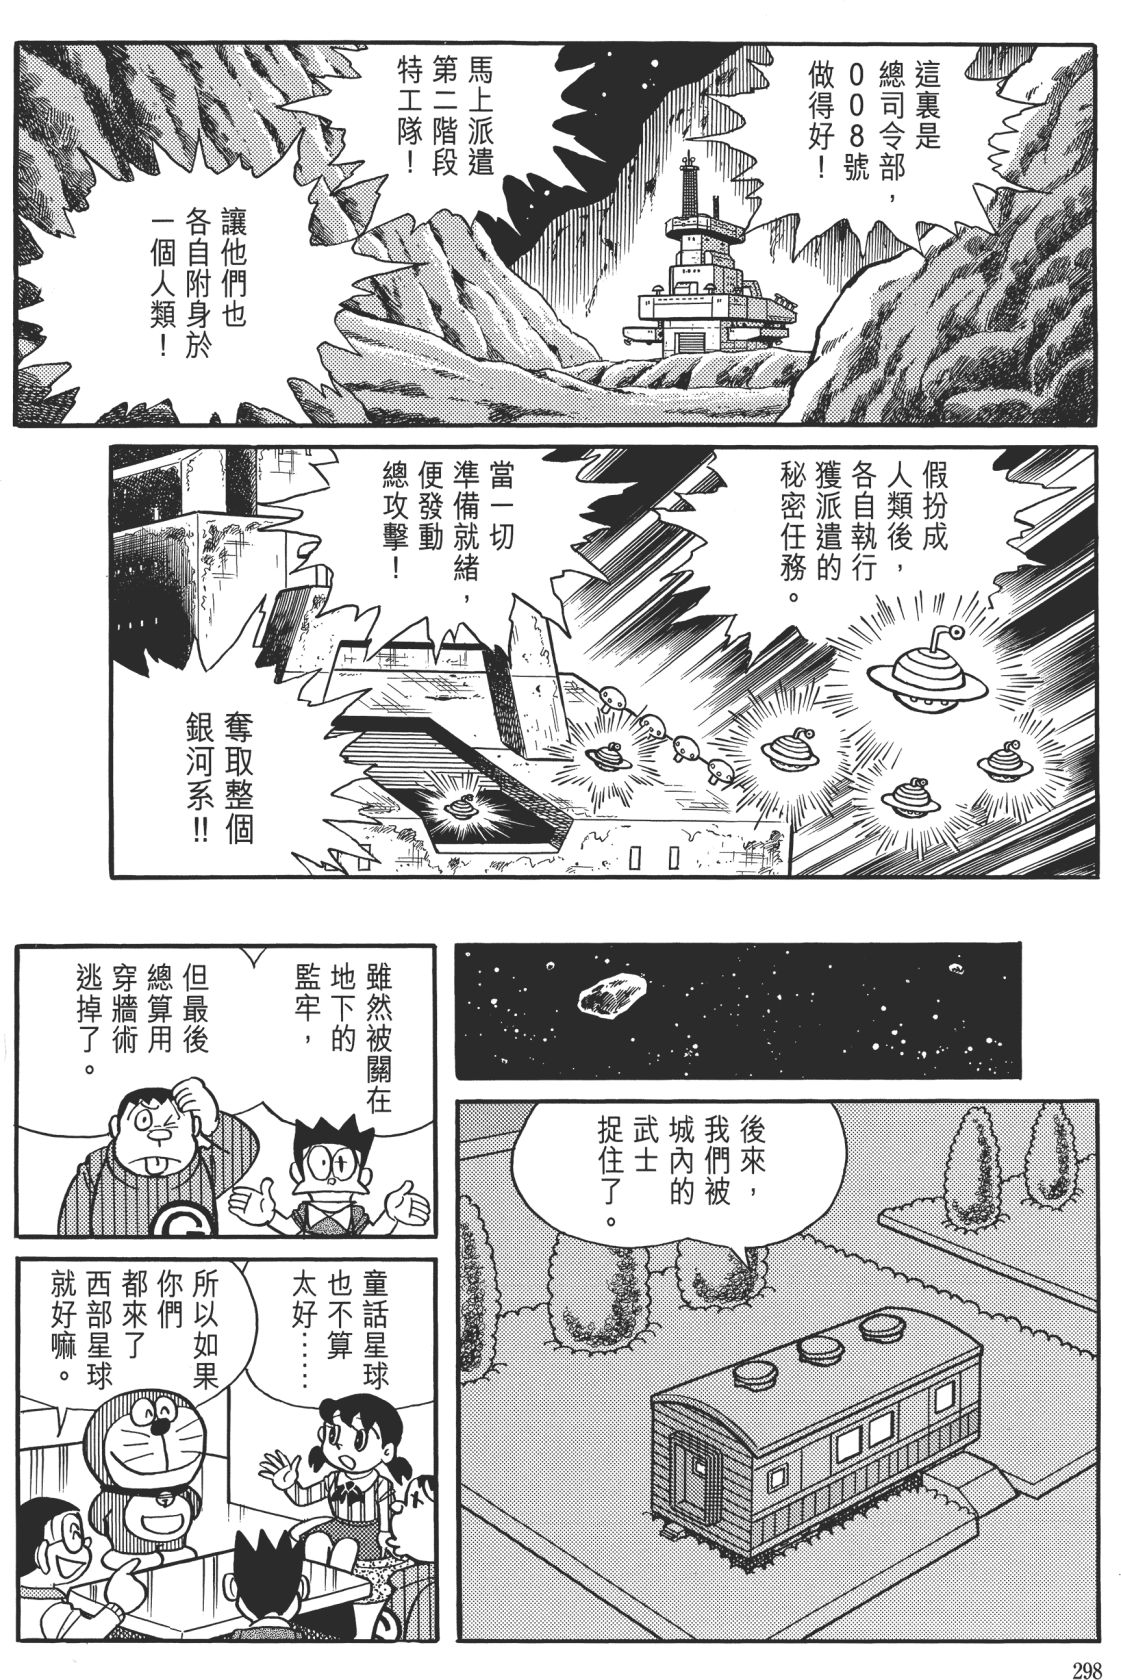 這裏是
總司令部，
008號
做得好！
馬上派遣
第二階段
特工隊！
讓他們也
各自附身於
一個人類！
假扮成
人類後，
各自執行
獲派遣的
秘密任務。
當一切
準備就緒，
便發動
總攻擊！
奪取整個
銀河系！！
後來，
我們被
城內的
武士
捉住了。
雖然被關在
地下的
監牢，
但最後
總算用
穿牆術
逃掉了。
童話星球
也不算
太好……
所以如果
你們
都來了
西部星球
就好嘛。
G
298